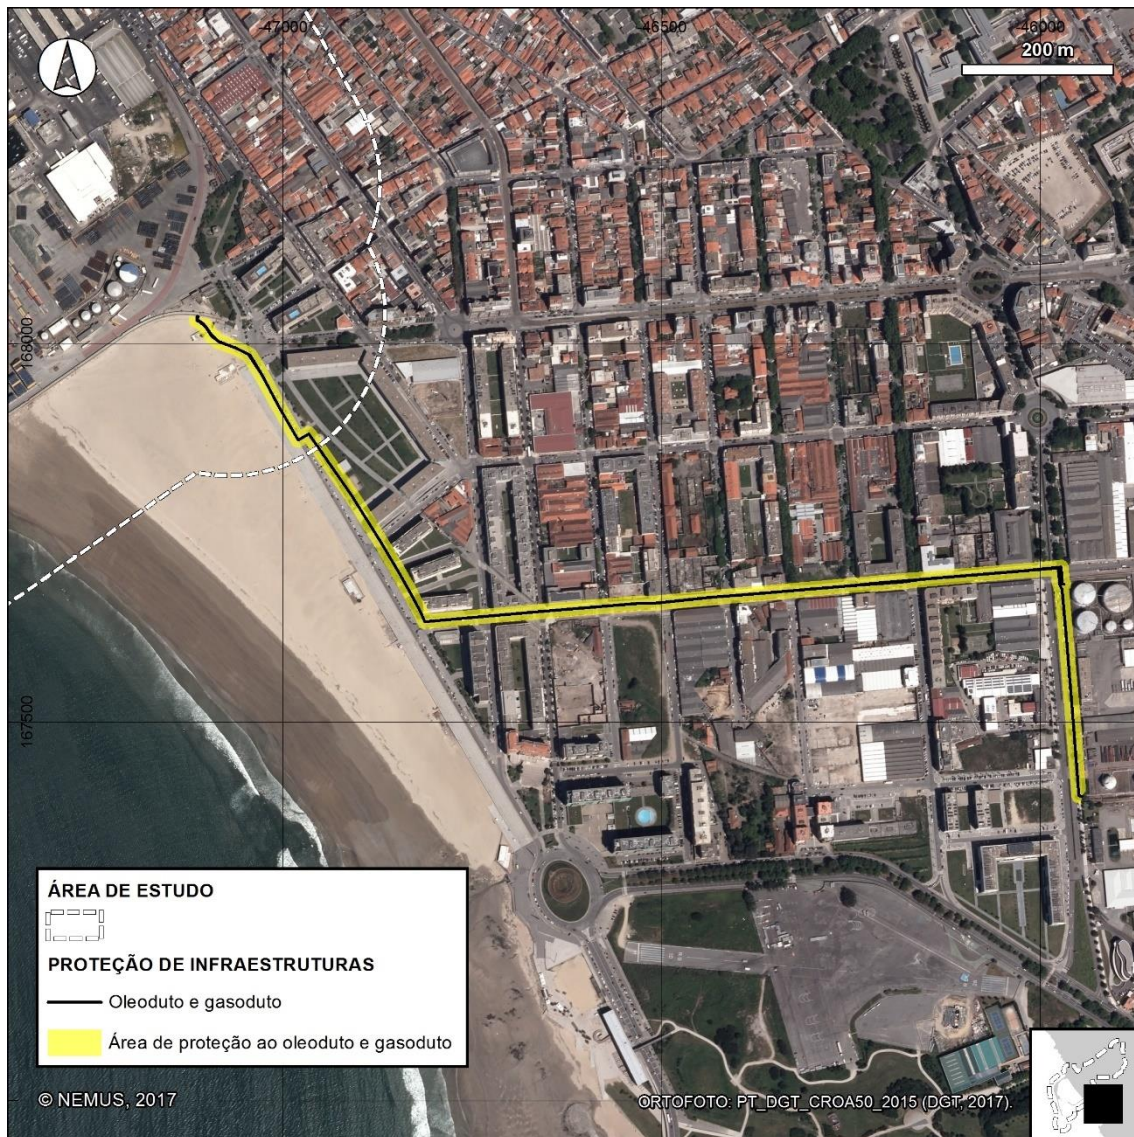 -47000
-46500
-46000
200 m
168000
167500
ÁREA DE ESTUDO
PROTEÇÃO DE INFRAESTRUTURAS
Oleoduto e gasoduto
Área de proteção ao oleoduto e gasoduto
© NEMUS, 2017
ORTOFOTO: PT_DGT_CROA50_2015 (DGT, 2017).